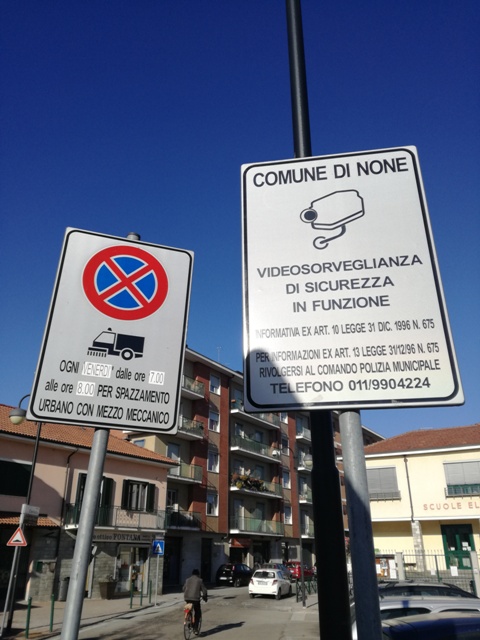 COMUNE DI NONE
VIDEOSORVEGLIANZA
DI SICUREZZA
IN FUNZIONE
INFORMATIVA EX ART. 10 LEGGE 31 DIC. 1996 N. 675
PER INFORMAZIONI EX ART. 13 LEGGE 31/12/96 N. 675
RIVOLGERSI AL COMANDO POLIZIA MUNICIPALE
TELEFONO 011/9904224
OGNI VENERDI' dalle ore 7.00
alle ore 8.00 PER SPAZZAMENTO
URBANO CON MEZZO MECCANICO
SCUOLE EL